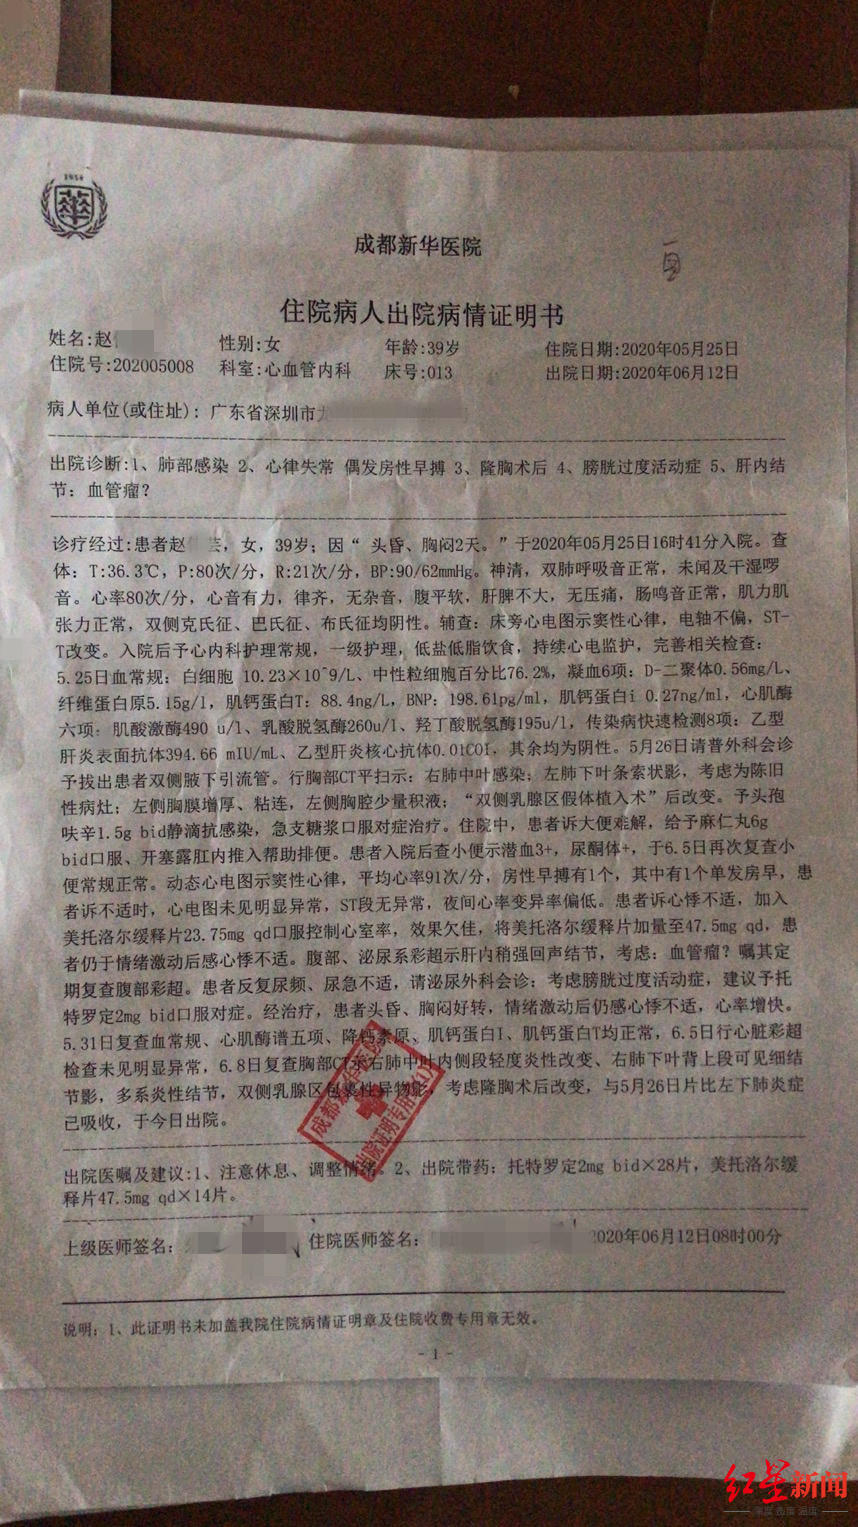 1954
華
成都新华医院
住院病人出院病情证明书
姓名:赵
性别:女
年龄:39岁
住院日期:2020年05月25日
住院号:202005008
科室:心血管内科
床号:013
出院日期:2020年06月12日
病人单位(或住址): 广东省深圳市
出院诊断:1、肺部感染 2、心律失常 偶发房性早搏 3、隆胸术后 4、膀胱过度活动症 5、肝内结
节: 血管瘤?
诊疗经过:患者赵 芸, 女, 39岁; 因“ 头昏、胸闷2天。”于2020年05月25日16时41分入院。查
体: T:36.3℃, P:80次/分, R:21次/分, BP:90/62mmHg。神清, 双肺呼吸音正常, 未闻及干湿啰
音。心率80次/分, 心音有力, 律齐, 无杂音, 腹平软, 肝脾不大, 无压痛, 肠鸣音正常, 肌力肌
张力正常, 双侧克氏征、巴氏征、布氏征均阴性。辅查: 床旁心电图示窦性心律, 电轴不偏, ST-
T改变。入院后予心内科护理常规, 一级护理, 低盐低脂饮食, 持续心电监护, 完善相关检查:
5.25日血常规: 白细胞 10.23×10^9/L、中性粒细胞百分比76.2%, 凝血6项: D-二聚体0.56mg/L、
纤维蛋白原5.15g/l, 肌钙蛋白T: 88.4ng/L, BNP: 198.61pg/ml, 肌钙蛋白i 0.27ng/ml, 心肌酶
六项: 肌酸激酶490 u/l、乳酸脱氢酶260u/l、羟丁酸脱氢酶195u/l, 传染病快速检测8项: 乙型
肝炎表面抗体394.66 mIU/mL、乙型肝炎核心抗体0.01COI, 其余均为阴性。5月26日请普外科会诊
予拔出患者双侧腋下引流管。行胸部CT平扫示: 右肺中叶感染; 左肺下叶条索状影, 考虑为陈旧
性病灶; 左侧胸膜增厚、粘连, 左侧胸腔少量积液; “双侧乳腺区假体植入术”后改变。予头孢
呋辛1.5g bid静滴抗感染, 急支糖浆口服对症治疗。住院中, 患者诉大便难解, 给予麻仁丸6g
bid口服、开塞露肛内推入帮助排便。患者入院后查小便示潜血3+, 尿酮体+, 于6.5日再次复查小
便常规正常。动态心电图示窦性心律, 平均心率91次/分, 房性早搏有1个, 其中有1个单发房早, 患
者诉不适时, 心电图未见明显异常, ST段无异常, 夜间心率变异率偏低。患者诉心悸不适, 加入
美托洛尔缓释片23.75mg qd口服控制心室率, 效果欠佳, 将美托洛尔缓释片加量至47.5mg qd, 患
者仍于情绪激动后感心悸不适。腹部、泌尿系彩超示肝内稍强回声结节, 考虑: 血管瘤? 嘱其定
期复查腹部彩超。患者反复尿频、尿急不适, 请泌尿外科会诊: 考虑膀胱过度活动症, 建议予托
特罗定2mg bid口服对症。经治疗, 患者头昏、胸闷好转, 情绪激动后仍感心悸不适, 心率增快。
5.31日复查血常规、心肌酶谱五项、降钙素原、肌钙蛋白I、肌钙蛋白T均正常, 6.5日行心脏彩超
检查未见明显异常, 6.8日复查胸部CT示右肺中叶内侧段轻度炎性改变、右肺下叶背上段可见细结
节影, 多系炎性结节, 双侧乳腺区包裹性异物影, 考虑隆胸术后改变, 与5月26日片比左下肺炎症
已吸收, 于今日出院。
出院证明专用章(1)
出院医嘱及建议:1、注意休息、调整情绪。2、出院带药: 托特罗定2mg bid×28片, 美托洛尔缓
释片47.5mg qd×14片。
上级医师签名:
住院医师签名:
2020年06月12日08时00分
说明: 1、此证明书未加盖我院住院病情证明章及住院收费专用章无效。
- 1 -
红星新闻
深度 态度 温度